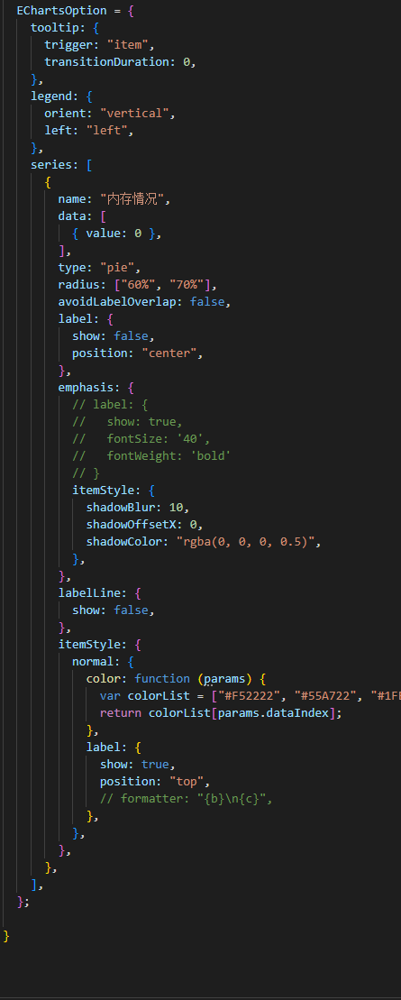 EChartsOption = {
tooltip: {
trigger: "item",
transitionDuration: 0,
},
legend: {
orient: "vertical",
left: "left",
},
series: [
{
name: "内存情况",
data: [
{ value: 0 },
],
type: "pie",
radius: ["60%", "70%"],
avoidLabelOverlap: false,
label: {
show: false,
position: "center",
},
emphasis: {
// label: {
//   show: true,
//   fontSize: '40',
//   fontWeight: 'bold'
// }
itemStyle: {
shadowBlur: 10,
shadowOffsetX: 0,
shadowColor: "rgba(0, 0, 0, 0.5)",
},
},
labelLine: {
show: false,
},
itemStyle: {
normal: {
color: function (params) {
var colorList = ["#F52222", "#55A722", "#1F
return colorList[params.dataIndex];
},
label: {
show: true,
position: "top",
// formatter: "{b}\n{c}",
},
},
},
},
],
};
}